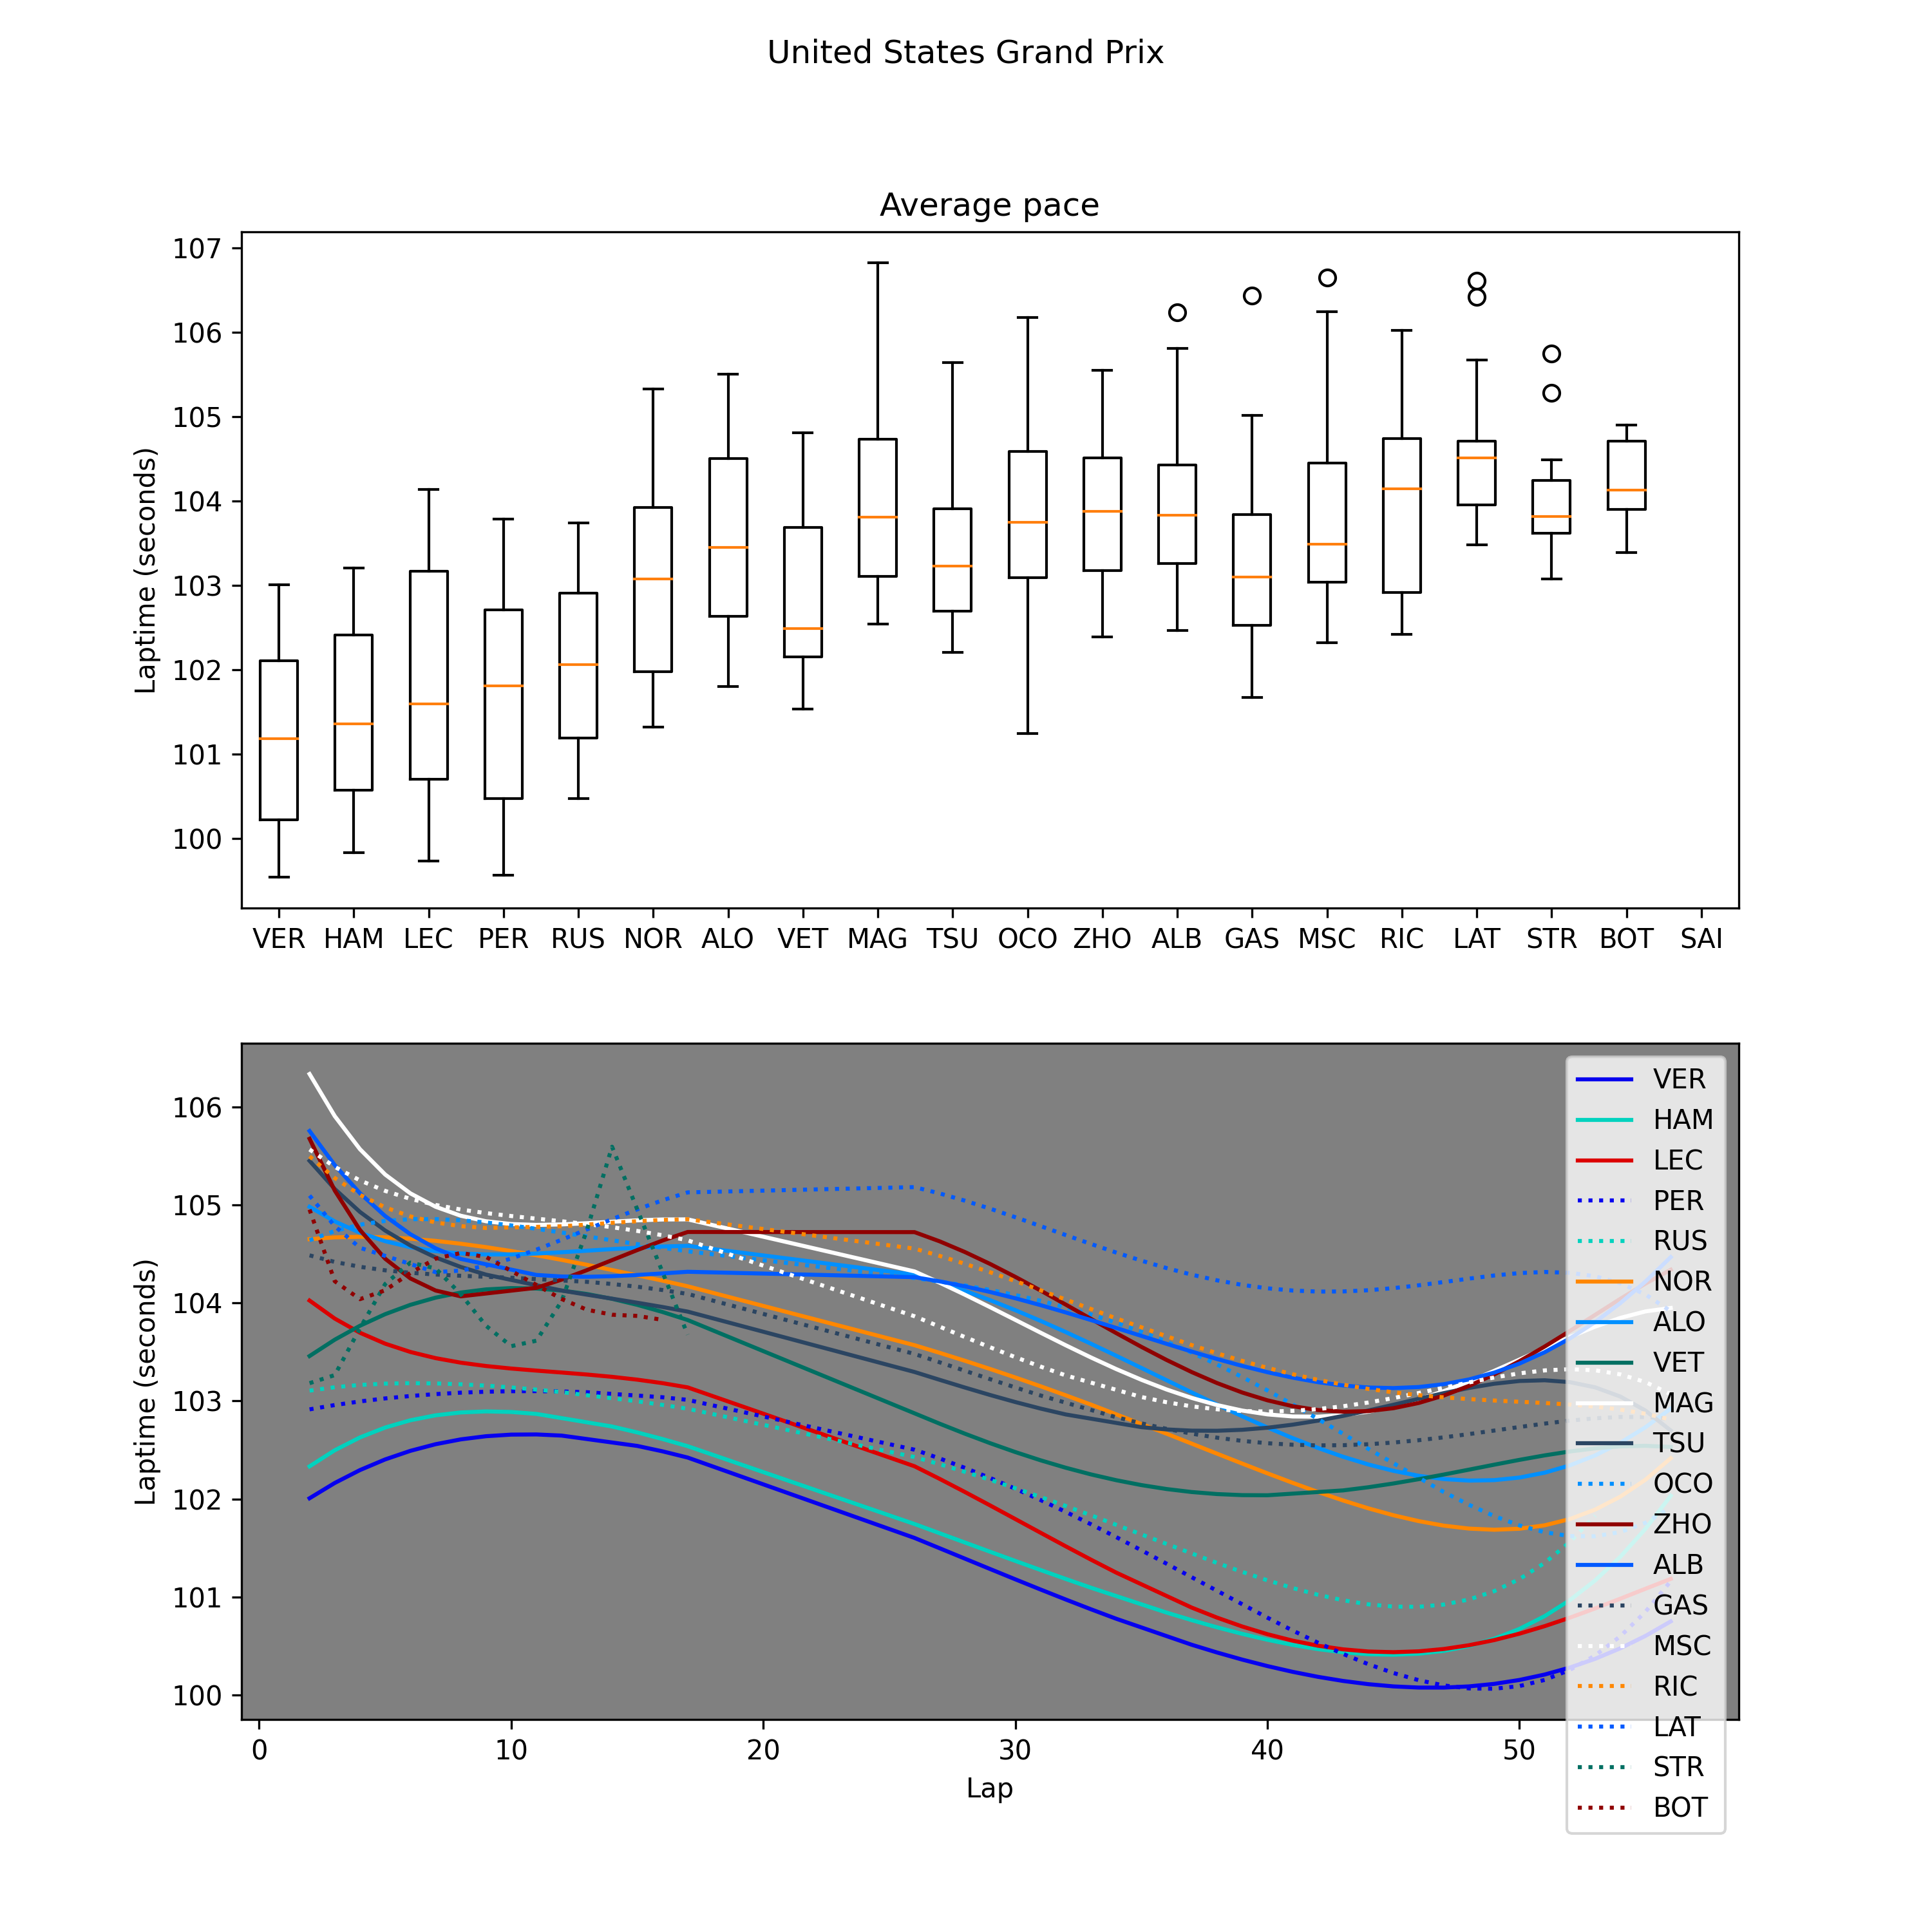 United States Grand Prix
Average pace
Laptime (seconds)
107
106
105
104
103
102
101
100
VER HAM LEC PER RUS NOR ALO VET MAG TSU OCO ZHO ALB GAS MSC RIC LAT STR BOT SAI
Laptime (seconds)
106
105
104
103
102
101
100
0 10 20 30 40 50
Lap
VER
HAM
LEC
PER
RUS
NOR
ALO
VET
MAG
TSU
OCO
ZHO
ALB
GAS
MSC
RIC
LAT
STR
BOT